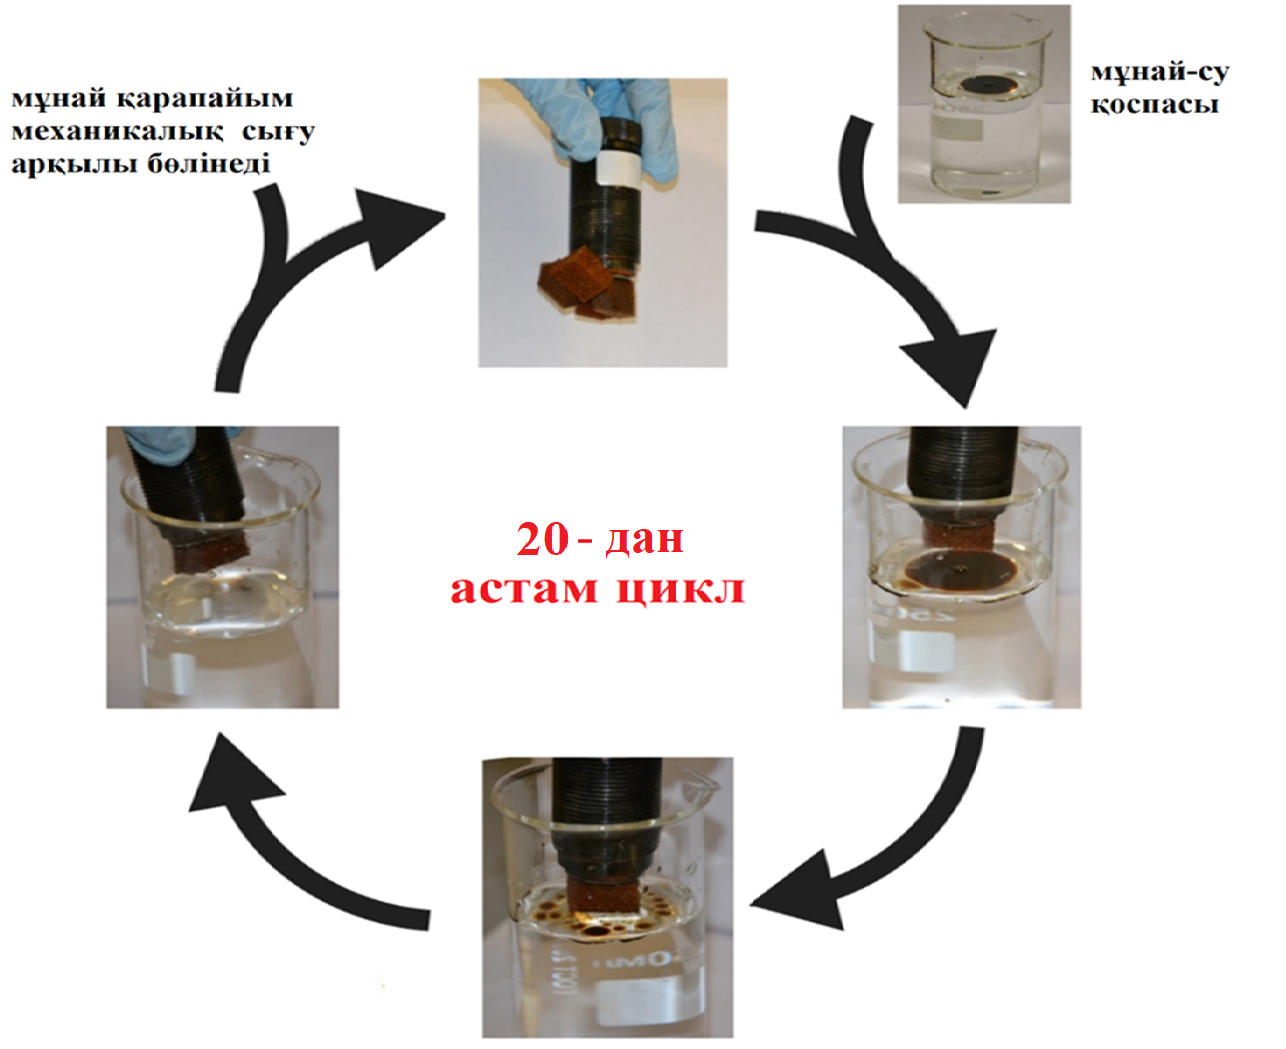 мұнай қарапайым
механикалық сығу
арқылы бөлінеді
мұнай-су
қоспасы
20 - дан
астам цикл